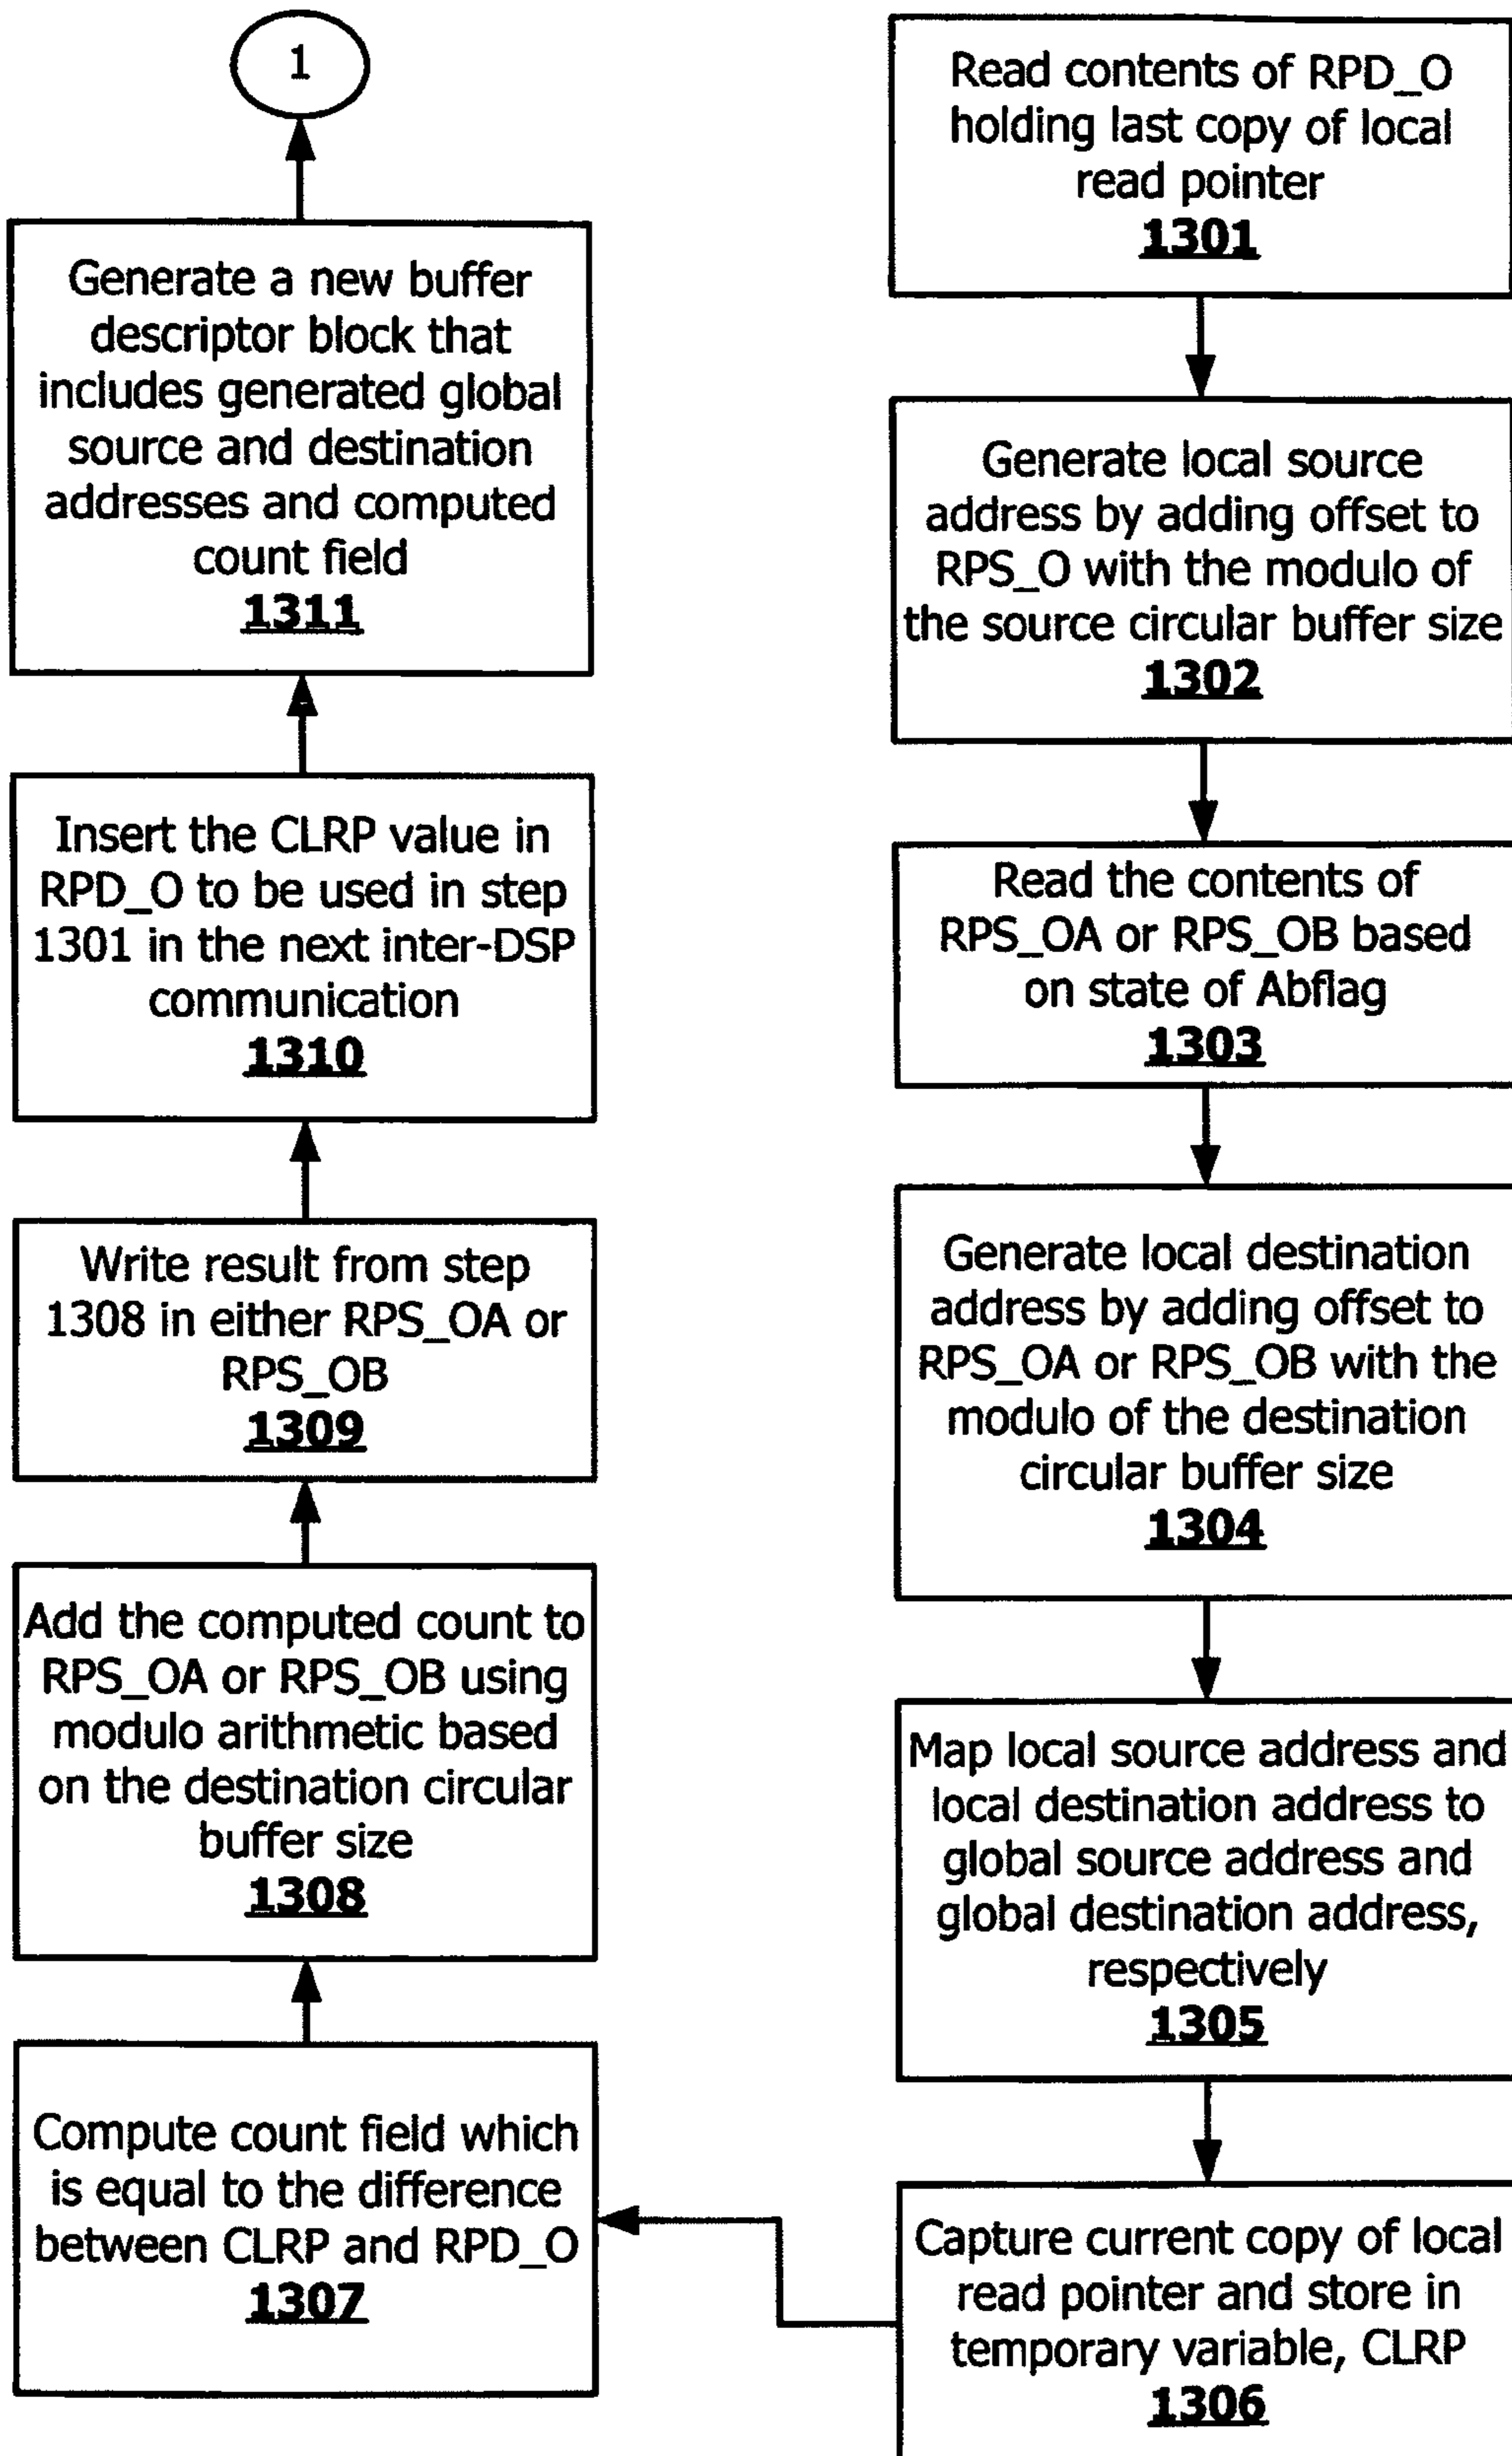 Read contents of RPD_O
holding last copy of local
read pointer
1301
Generate local source
address by adding offset to
RPS_O with the modulo of
the source circular buffer size
1302
Read the contents of
RPS_OA or RPS_OB based
on state of Abflag
1303
Generate local destination
address by adding offset to
RPS_OA or RPS_OB with the
modulo of the destination
circular buffer size
1304
Map local source address and
local destination address to
global source address and
global destination address,
respectively
1305
Capture current copy of local
read pointer and store in
temporary variable, CLRP
1306
Compute count field which
is equal to the difference
between CLRP and RPD_O
1307
Add the computed count to
RPS_OA or RPS_OB using
modulo arithmetic based
on the destination circular
buffer size
1308
Write result from step
1308 in either RPS_OA or
RPS_OB
1309
Insert the CLRP value in
RPD_O to be used in step
1301 in the next inter-DSP
communication
1310
Generate a new buffer
descriptor block that
includes generated global
source and destination
addresses and computed
count field
1311
1